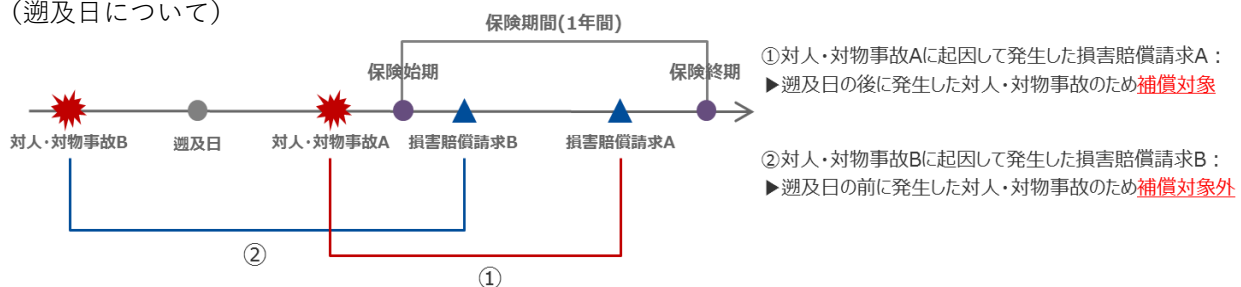 (遡及日について)
保険期間(1年間)
保険始期
保険終期
対人・対物事故B
遡及日
対人・対物事故A
損害賠償請求B
損害賠償請求A
②
①
①対人・対物事故Aに起因して発生した損害賠償請求A：
▶遡及日の後に発生した対人・対物事故のため補償対象
②対人・対物事故Bに起因して発生した損害賠償請求B：
▶遡及日の前に発生した対人・対物事故のため補償対象外